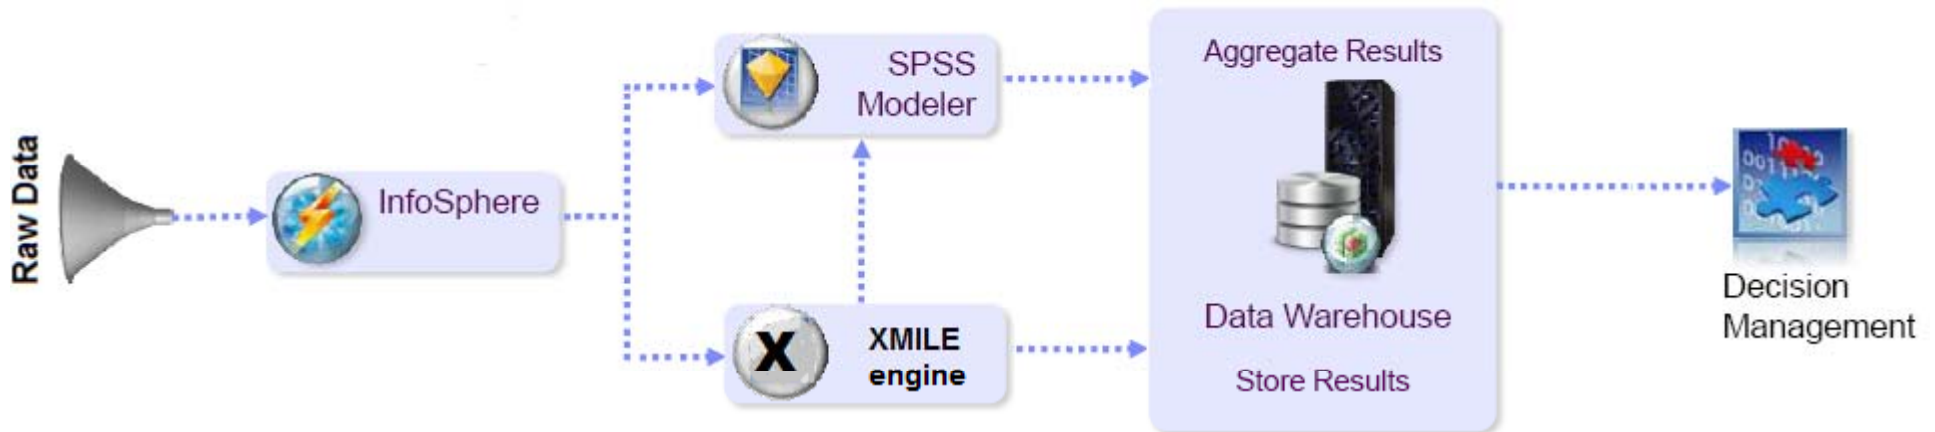 Raw Data
InfoSphere
SPSS
Modeler
X
XMILE
engine
Aggregate Results
Data Warehouse
Store Results
Decision
Management